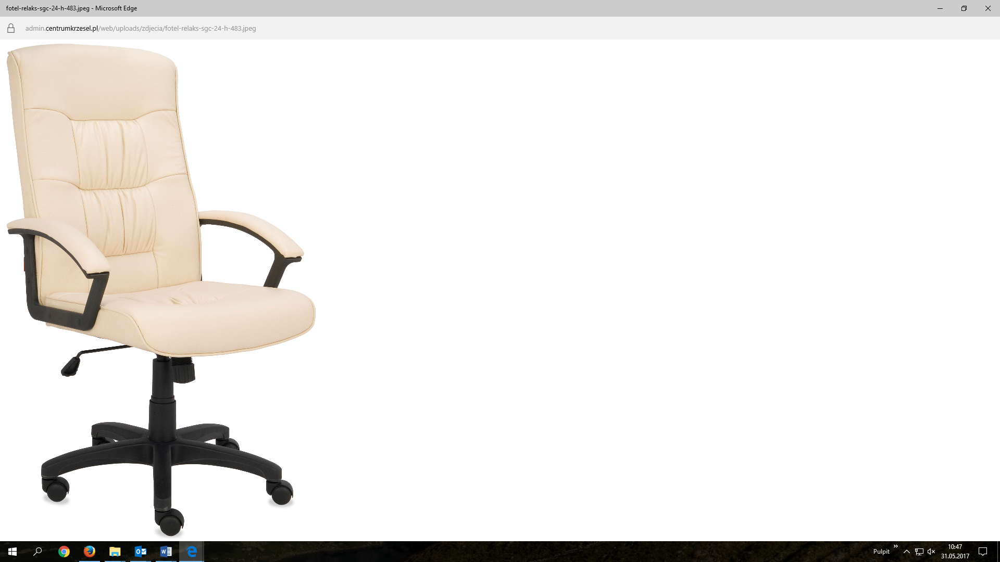 fotel-relaks-sgc-24-h-483.jpeg - Microsoft Edge
admin.centrumkrzesel.pl/web/uploads/zdjecia/fotel-relaks-sgc-24-h-483.jpeg
Pulpit
10:47
31.05.2017